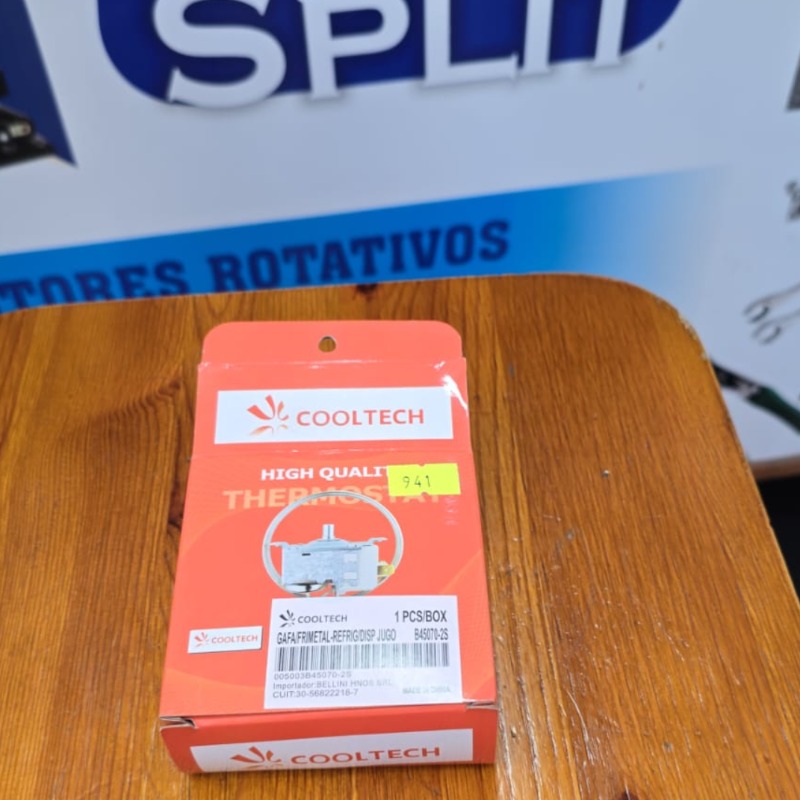 SPLIT
TORES ROTATIVOS
COOLTECH
HIGH QUALIT
941
THERMOSTAT
COOLTECH
1 PCS/BOX
GAFA/FRIMETAL-REFRIG/DISP JUGO B45070-2S
COOLTECH
005003B45070-2S
Importador:BELLINI HNOS SRL
MADE IN CHINA
CUIT:30-56822218-7
COOLTECH